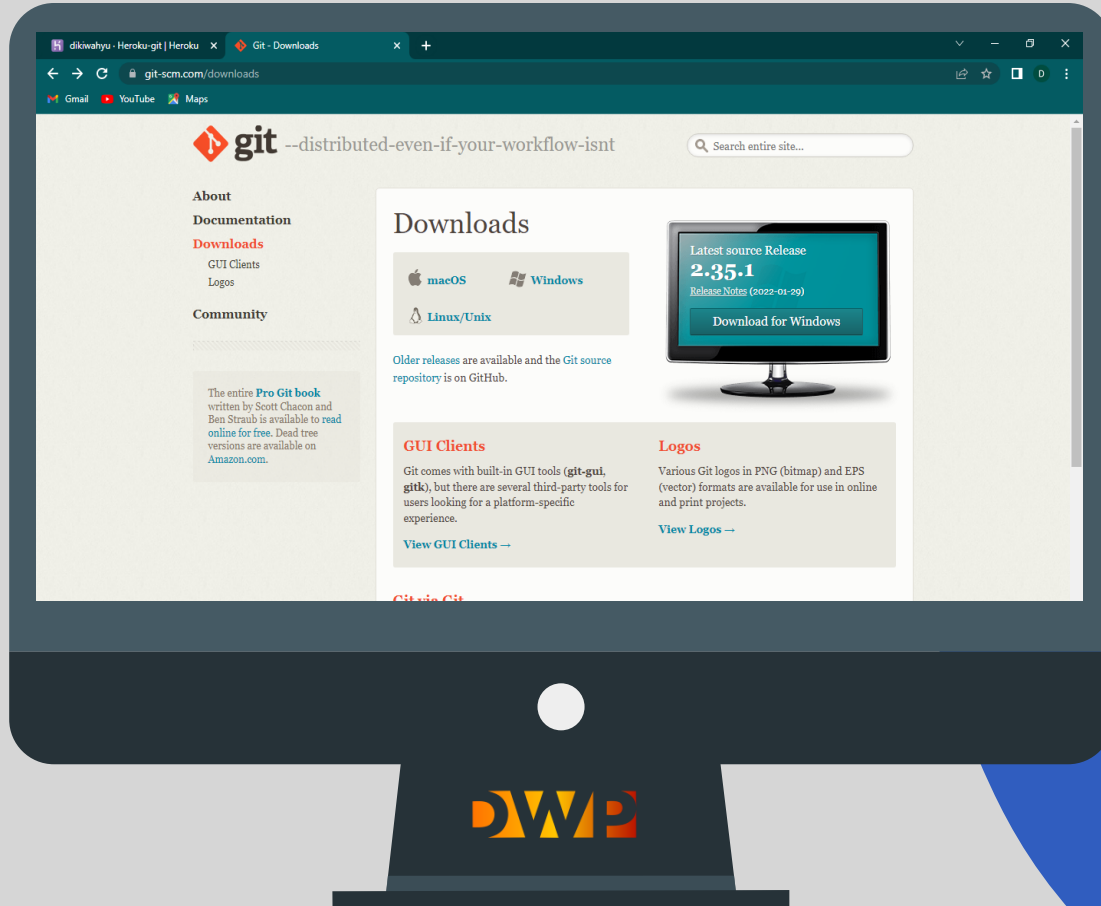 dikiwahyu · Heroku-git | Heroku
Git - Downloads
git-scm.com/downloads
D
Gmail
YouTube
Maps
git --distributed-even-if-your-workflow-isnt
Search entire site...
About
Documentation
Downloads
GUI Clients
Logos
Community
The entire Pro Git book
written by Scott Chacon and
Ben Straub is available to read
online for free. Dead tree
versions are available on
Amazon.com.
Downloads
macOS
Windows
Linux/Unix
Older releases are available and the Git source
repository is on GitHub.
Latest source Release
2.35.1
Release Notes (2022-01-29)
Download for Windows
GUI Clients
Git comes with built-in GUI tools (git-gui,
gitk), but there are several third-party tools for
users looking for a platform-specific
experience.
View GUI Clients →
Logos
Various Git logos in PNG (bitmap) and EPS
(vector) formats are available for use in online
and print projects.
View Logos →
Git via Git
DWP